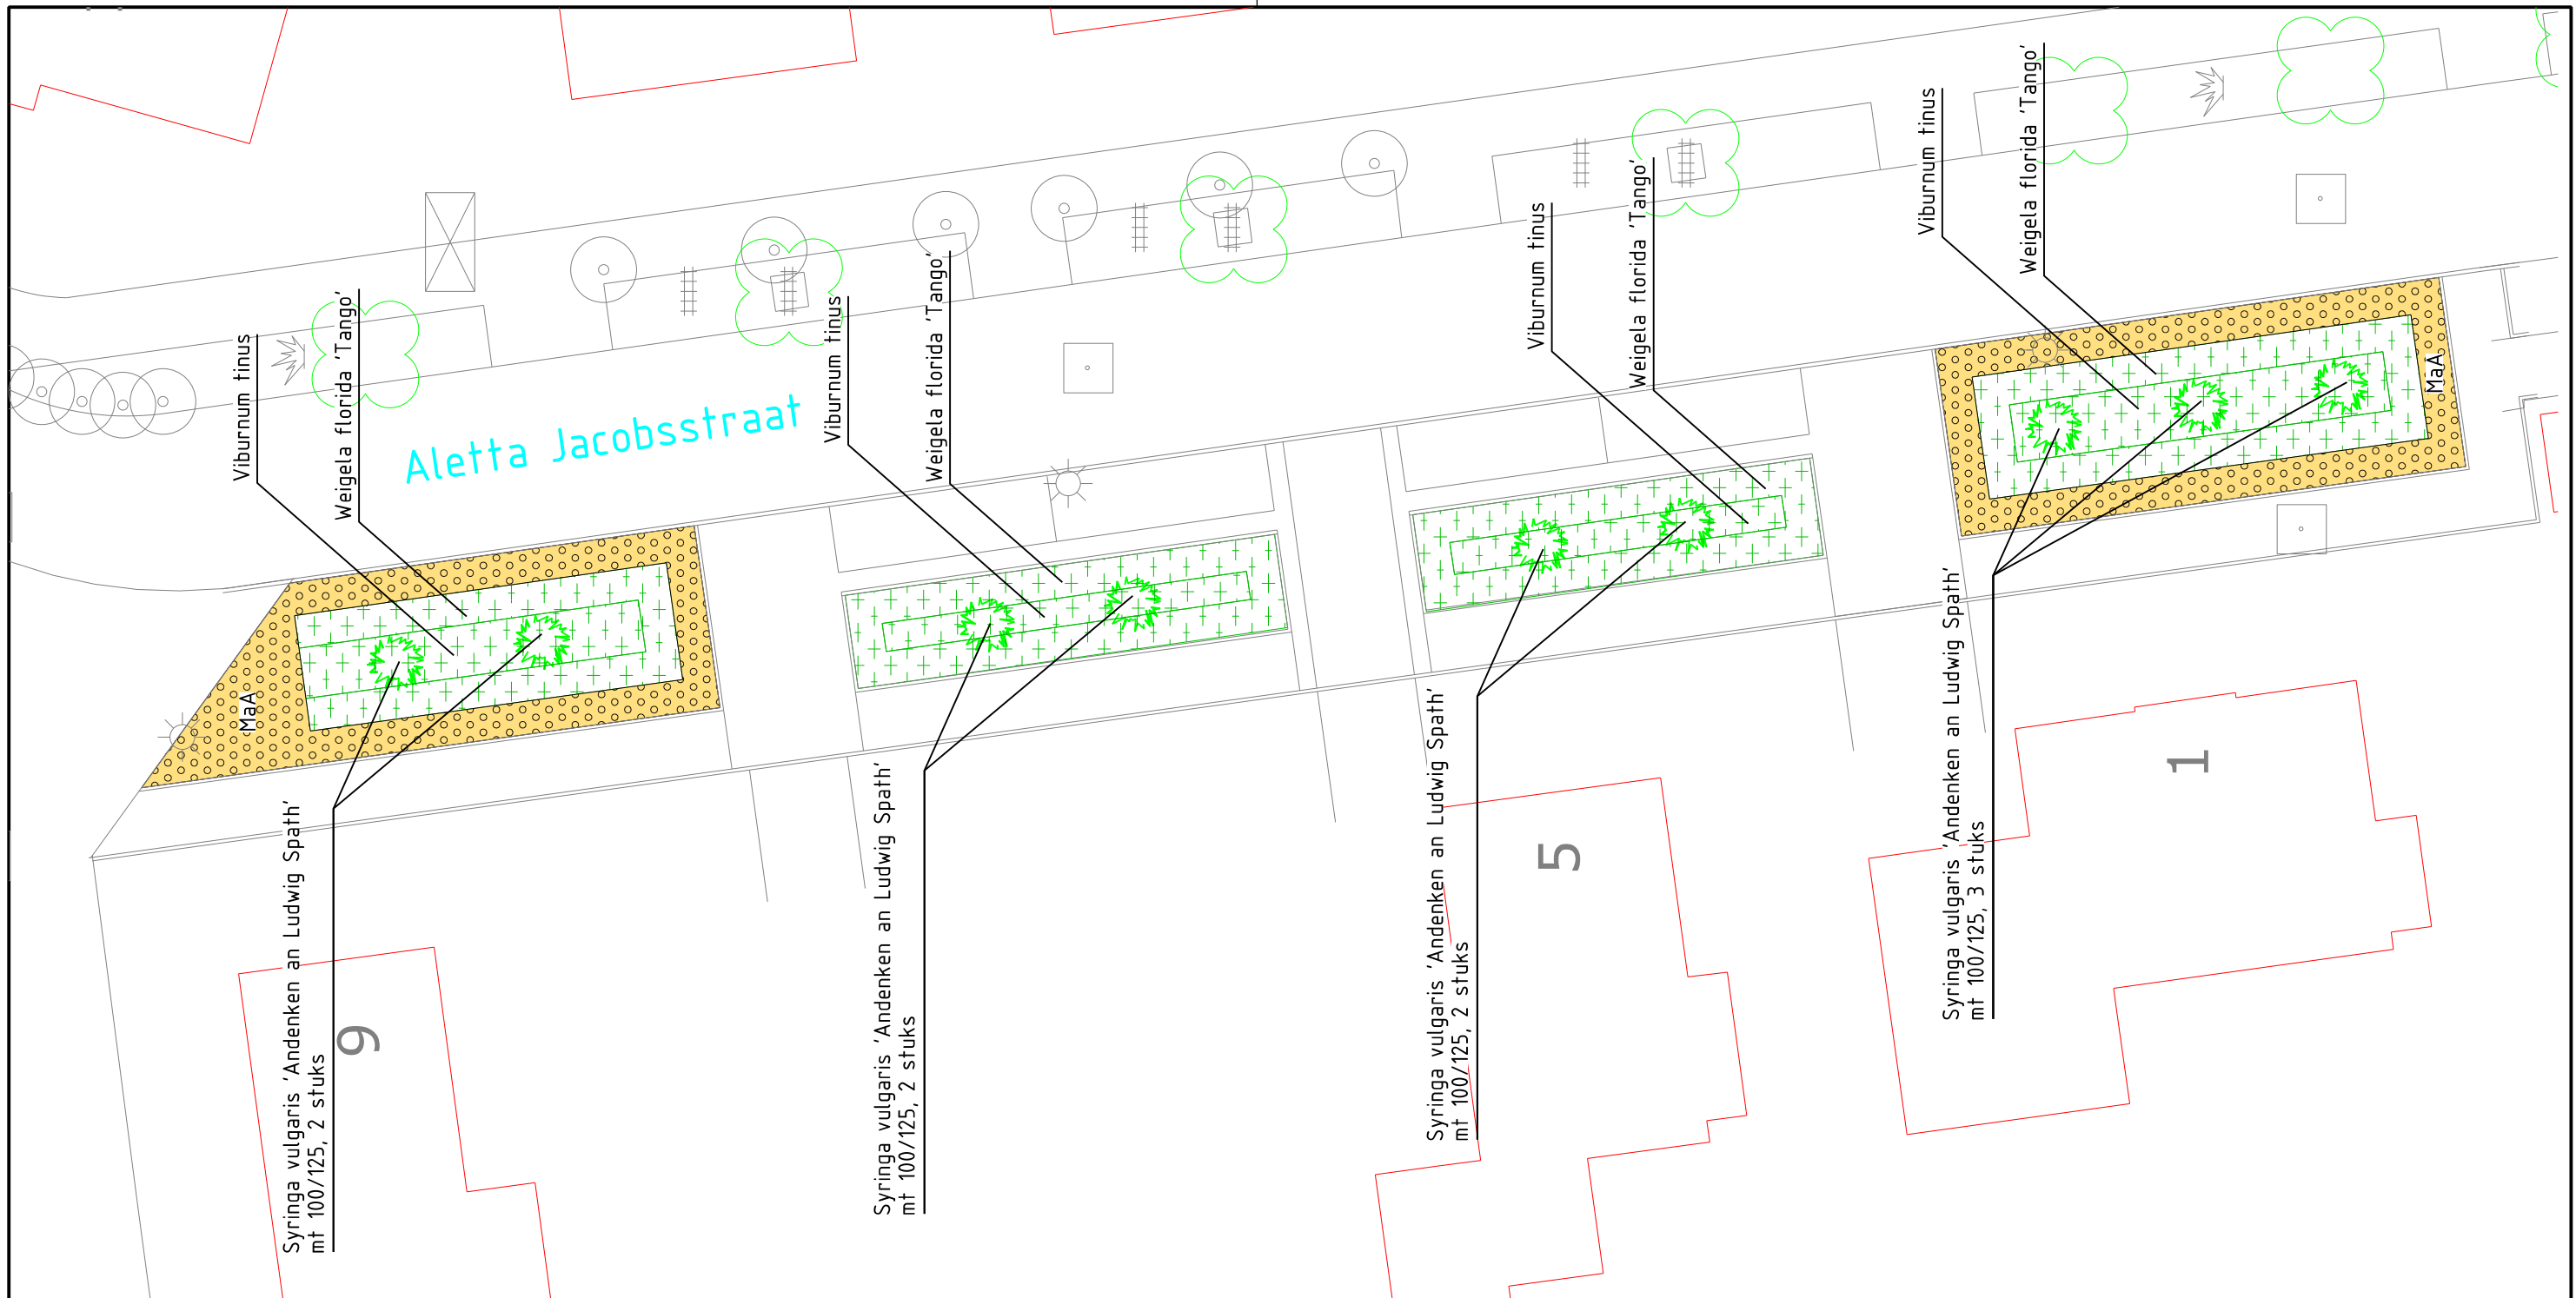 Viburnum tinus
Weigela florida 'Tango'
Aletta Jacobsstraat
Viburnum tinus
Weigela florida 'Tango'
Viburnum tinus
Weigela florida 'Tango'
Viburnum tinus
Weigela florida 'Tango'
MaA
MaA
Syringa vulgaris 'Andenken an Ludwig Spath'
mt 100/125, 2 stuks
9
Syringa vulgaris 'Andenken an Ludwig Spath'
mt 100/125, 2 stuks
Syringa vulgaris 'Andenken an Ludwig Spath'
mt 100/125, 2 stuks
5
Syringa vulgaris 'Andenken an Ludwig Spath'
mt 100/125, 3 stuks
1